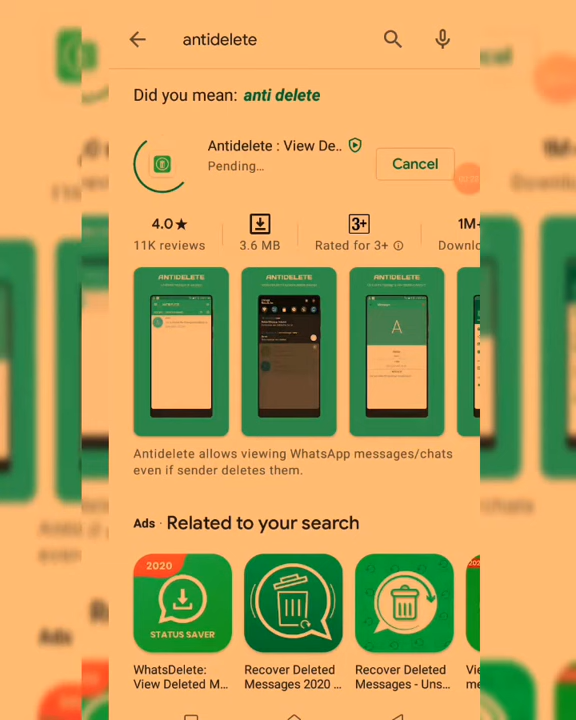 antidelete
Did you mean: anti delete
Antidelete : View De..
Pending…
Cancel
4.0★
11K reviews
3.6 MB
3+
Rated for 3+
1M+
Downlo
ANTIDELETE
ANTIDELETE
ANTIDELETE
A
Antidelete allows viewing WhatsApp messages/chats
even if sender deletes them.
Ads · Related to your search
2020
STATUS SAVER
WhatsDelete:
View Deleted M…
Recover Deleted
Messages 2020 …
Recover Deleted
Messages - Uns…
Vi
me